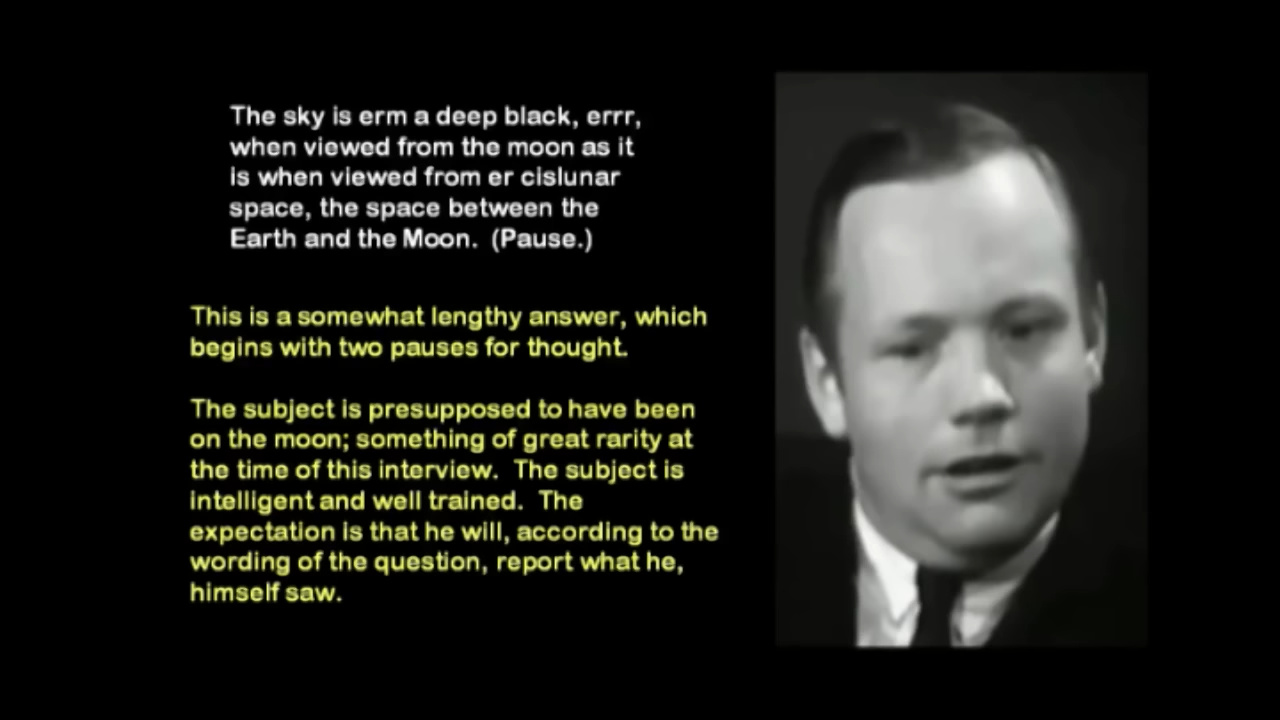 The sky is erm a deep black, errr,
when viewed from the moon as it
is when viewed from er cislunar
space, the space between the
Earth and the Moon.  (Pause.)
This is a somewhat lengthy answer, which
begins with two pauses for thought.
The subject is presupposed to have been
on the moon; something of great rarity at
the time of this interview.  The subject is
intelligent and well trained.  The
expectation is that he will, according to the
wording of the question, report what he,
himself saw.